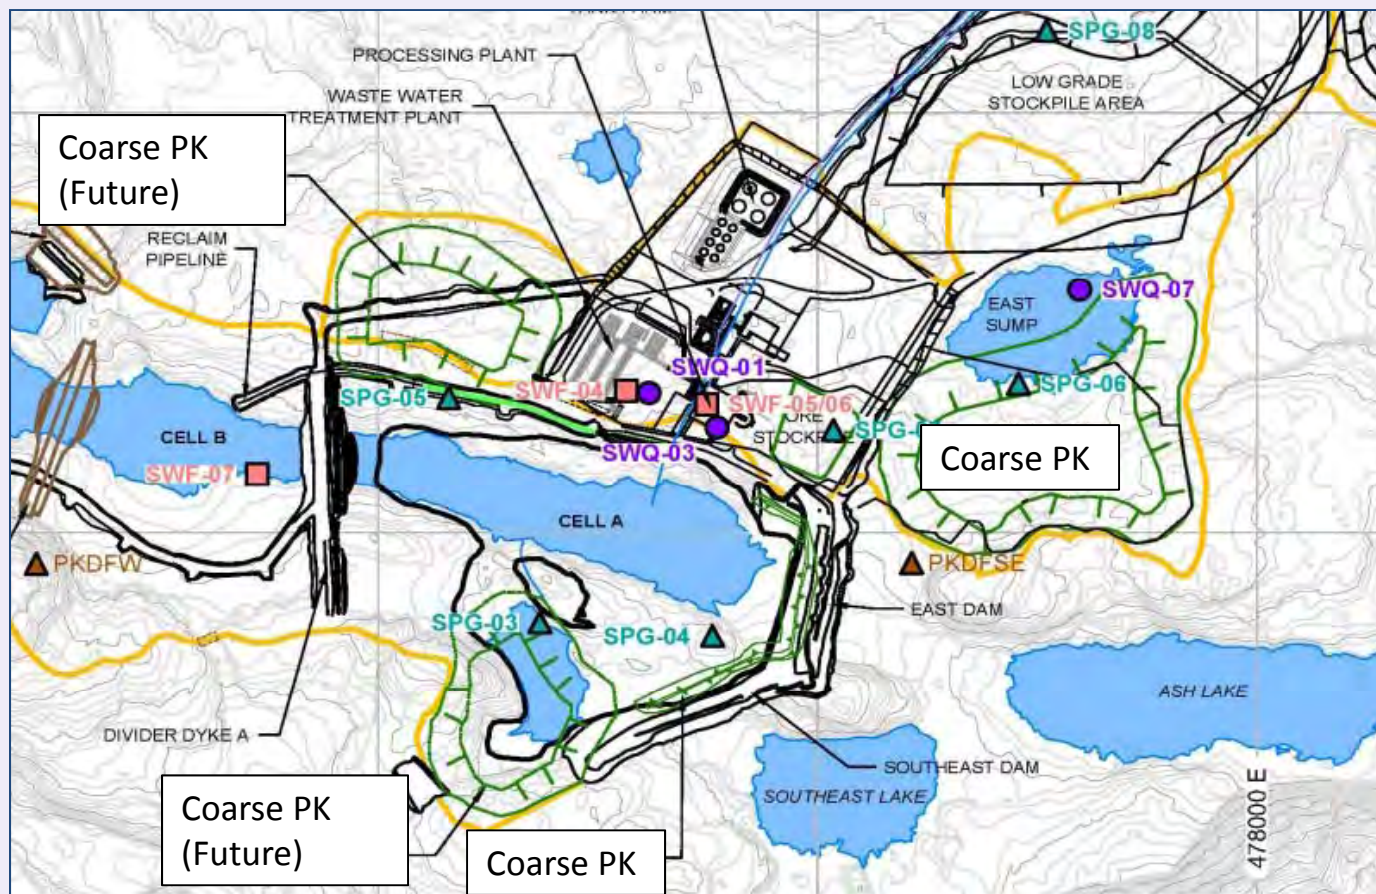 SPG-08
PROCESSING PLANT
LOW GRADE
STOCKPILE AREA
WASTE WATER
TREATMENT PLANT
Coarse PK
(Future)
RECLAIM
PIPELINE
SWQ-07
EAST
SUMP
SWQ-01
SPG-06
SPG-05
SWF-04
SWF-05/06
ORE
CELL B
SWQ-03
Coarse PK
SWF-07
CELL A
PKDFW
PKDFSE
EAST DAM
SPG-03
SPG-04
ASH LAKE
DIVIDER DYKE A
SOUTHEAST DAM
SOUTHEAST LAKE
478000 E
Coarse PK
(Future)
Coarse PK